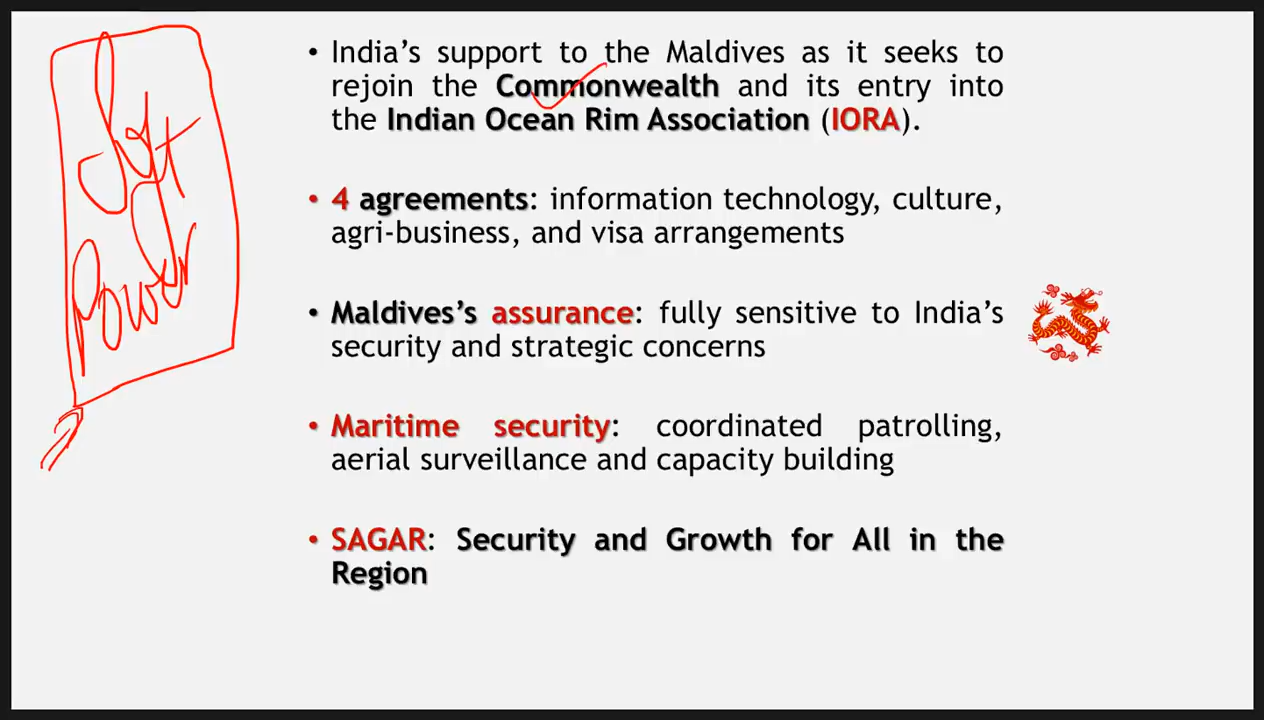 Soft
Power
• India’s support to the Maldives as it seeks to
rejoin the Commonwealth and its entry into
the Indian Ocean Rim Association (IORA).
• 4 agreements: information technology, culture,
agri-business, and visa arrangements
• Maldives’s assurance: fully sensitive to India’s
security and strategic concerns
• Maritime security: coordinated patrolling,
aerial surveillance and capacity building
• SAGAR: Security and Growth for All in the
Region